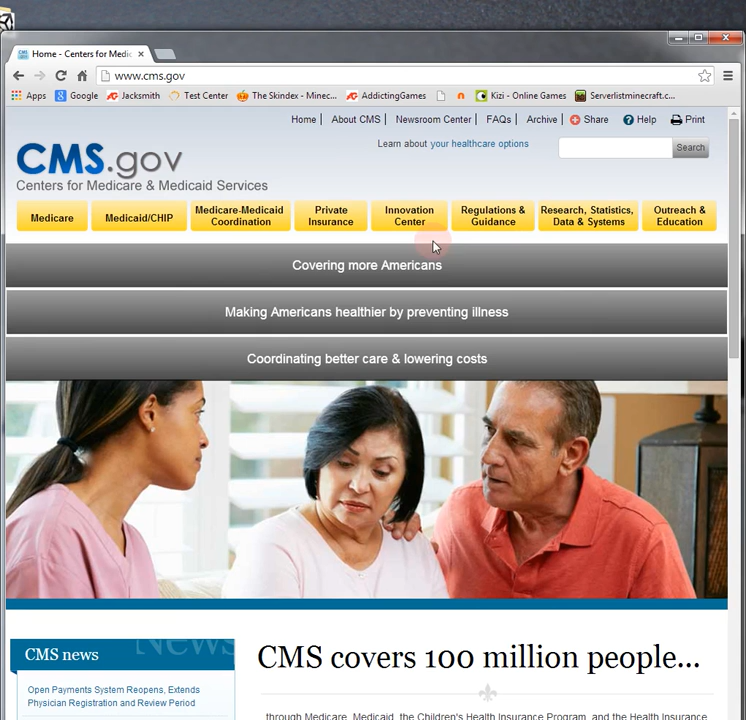 Home - Centers for Medic
www.cms.gov
Apps Google Jacksmith Test Center The Skindex - Minec... AddictingGames Kizi - Online Games Serverlistminecraft.c...
Home About CMS Newsroom Center FAQs Archive Share Help Print
Learn about your healthcare options Search
CMS.gov
Centers for Medicare & Medicaid Services
Medicare
Medicaid/CHIP
Medicare-Medicaid
Coordination
Private
Insurance
Innovation
Center
Regulations &
Guidance
Research, Statistics,
Data & Systems
Outreach &
Education
Covering more Americans
Making Americans healthier by preventing illness
Coordinating better care & lowering costs
News
CMS news
Open Payments System Reopens, Extends
Physician Registration and Review Period
CMS covers 100 million people...
through Medicare, Medicaid, the Children's Health Insurance Program, and the Health Insurance